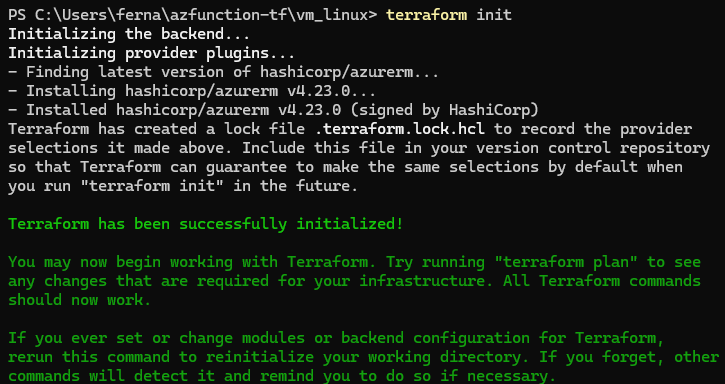 PS C:\Users\ferna\azfunction-tf\vm_linux> terraform init
Initializing the backend...
Initializing provider plugins...
- Finding latest version of hashicorp/azurerm...
- Installing hashicorp/azurerm v4.23.0...
- Installed hashicorp/azurerm v4.23.0 (signed by HashiCorp)
Terraform has created a lock file .terraform.lock.hcl to record the provider
selections it made above. Include this file in your version control repository
so that Terraform can guarantee to make the same selections by default when
you run "terraform init" in the future.
Terraform has been successfully initialized!
You may now begin working with Terraform. Try running "terraform plan" to see
any changes that are required for your infrastructure. All Terraform commands
should now work.
If you ever set or change modules or backend configuration for Terraform,
rerun this command to reinitialize your working directory. If you forget, other
commands will detect it and remind you to do so if necessary.